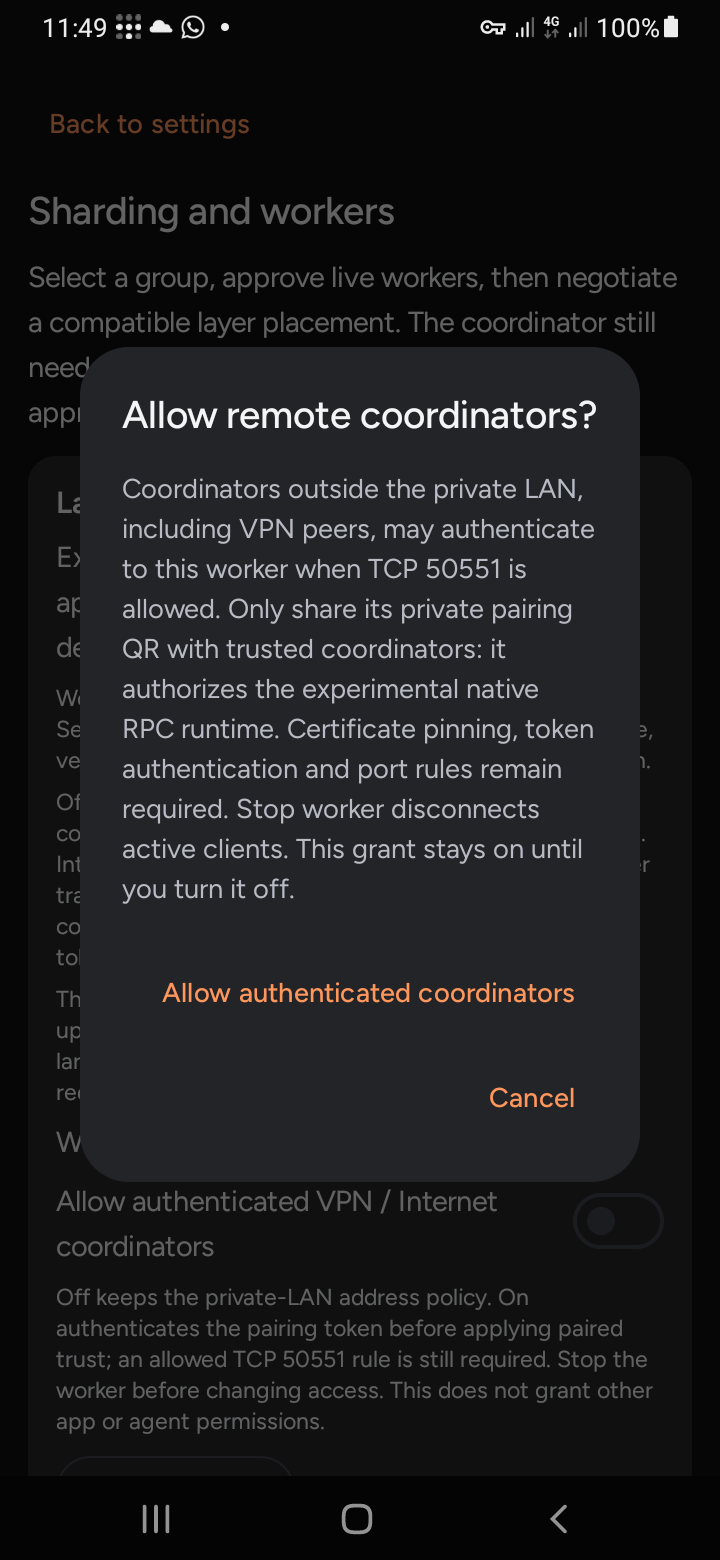 11:49
4G
100%
Back to settings
Sharding and workers
Select a group, approve live workers, then negotiate
a compatible layer placement. The coordinator still
Allow remote coordinators?
Coordinators outside the private LAN,
including VPN peers, may authenticate
to this worker when TCP 50551 is
allowed. Only share its private pairing
QR with trusted coordinators: it
authorizes the experimental native
RPC runtime. Certificate pinning, token
authentication and port rules remain
required. Stop worker disconnects
active clients. This grant stays on until
you turn it off.
Allow authenticated coordinators
Cancel
Allow authenticated VPN / Internet
coordinators
Off keeps the private-LAN address policy. On
authenticates the pairing token before applying paired
trust; an allowed TCP 50551 rule is still required. Stop the
worker before changing access. This does not grant other
app or agent permissions.